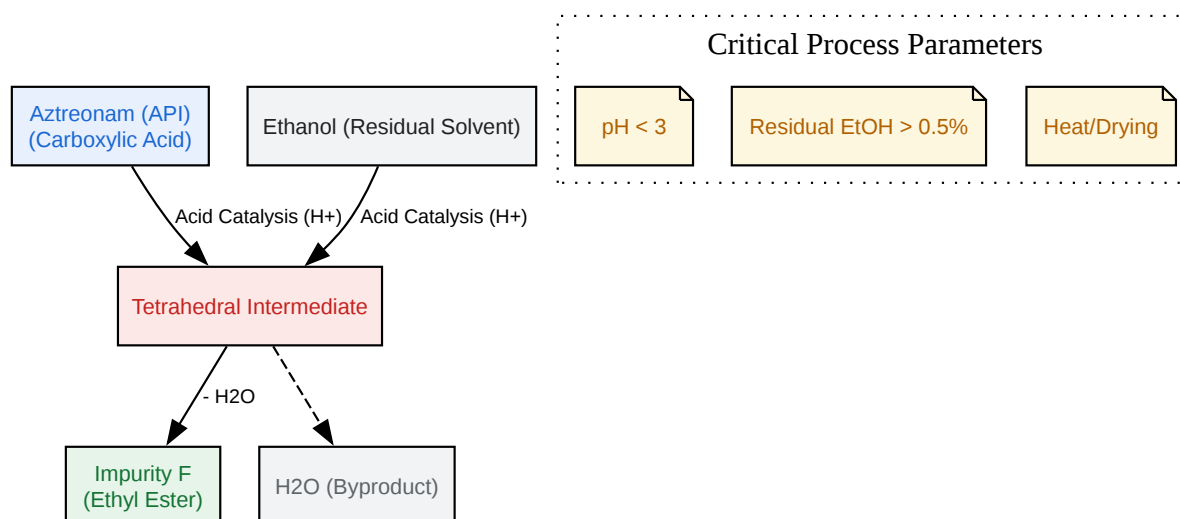 Critical Process Parameters
Aztreonam (API)
(Carboxylic Acid)
Ethanol (Residual Solvent)
pH < 3
Residual EtOH > 0.5%
Heat/Drying
Acid Catalysis (H+)
Acid Catalysis (H+)
Tetrahedral Intermediate
- H2O
Impurity F
(Ethyl Ester)
H2O (Byproduct)